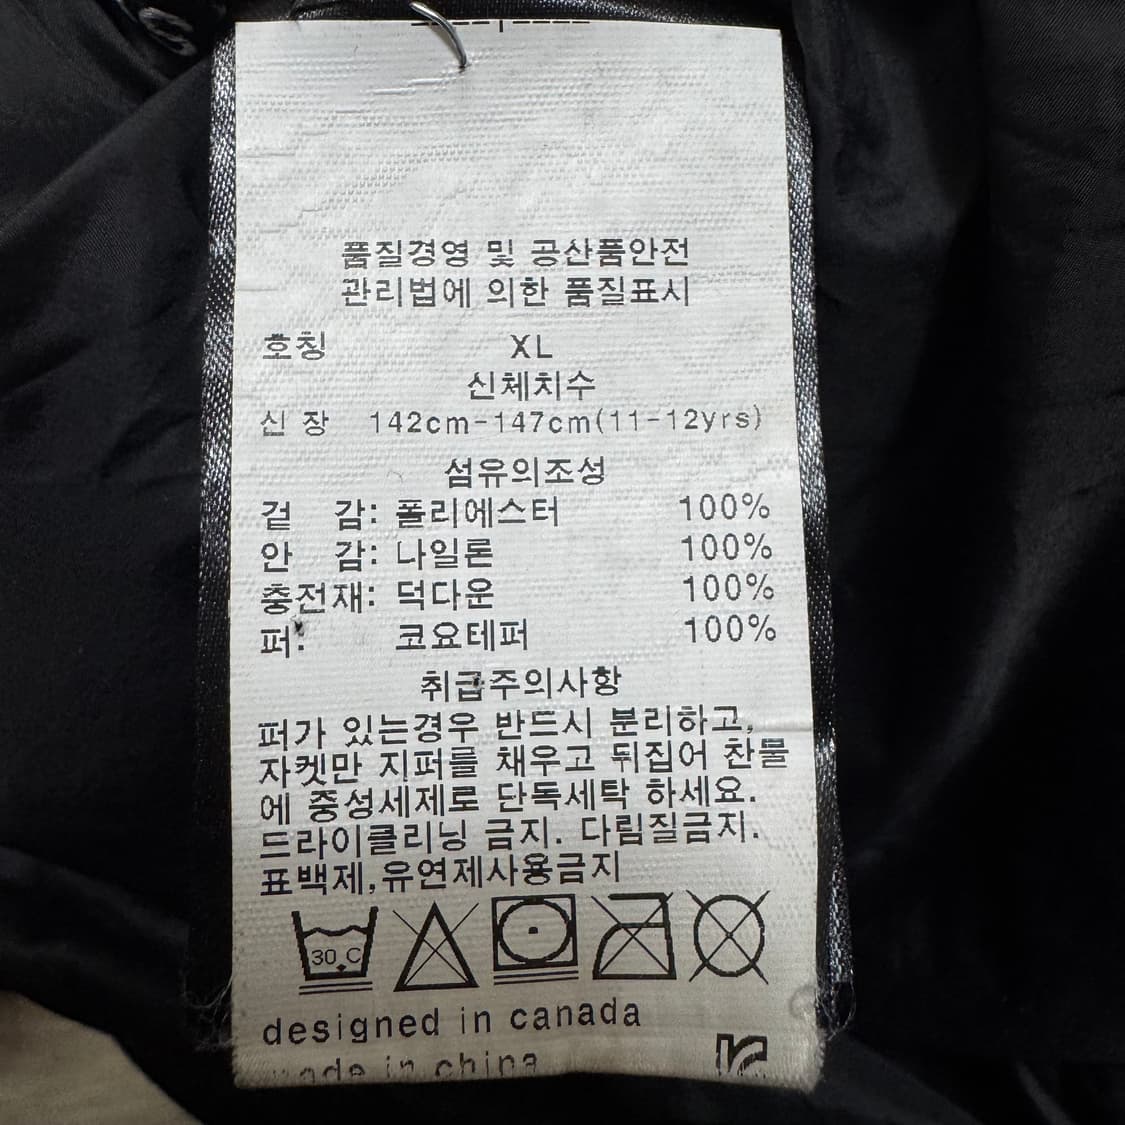 품질경영 및 공산품안전
관리법에 의한 품질표시
호칭 XL
신체치수
신 장 142cm-147cm(11-12yrs)
섬유의조성
겉 감: 폴리에스터 100%
안 감: 나일론 100%
충전재: 덕다운 100%
퍼: 코요테퍼 100%
취급주의사항
퍼가 있는경우 반드시 분리하고,
자켓만 지퍼를 채우고 뒤집어 찬물
에 중성세제로 단독세탁 하세요.
드라이클리닝 금지. 다림질금지.
표백제,유연제사용금지
30.C
designed in canada
made in china